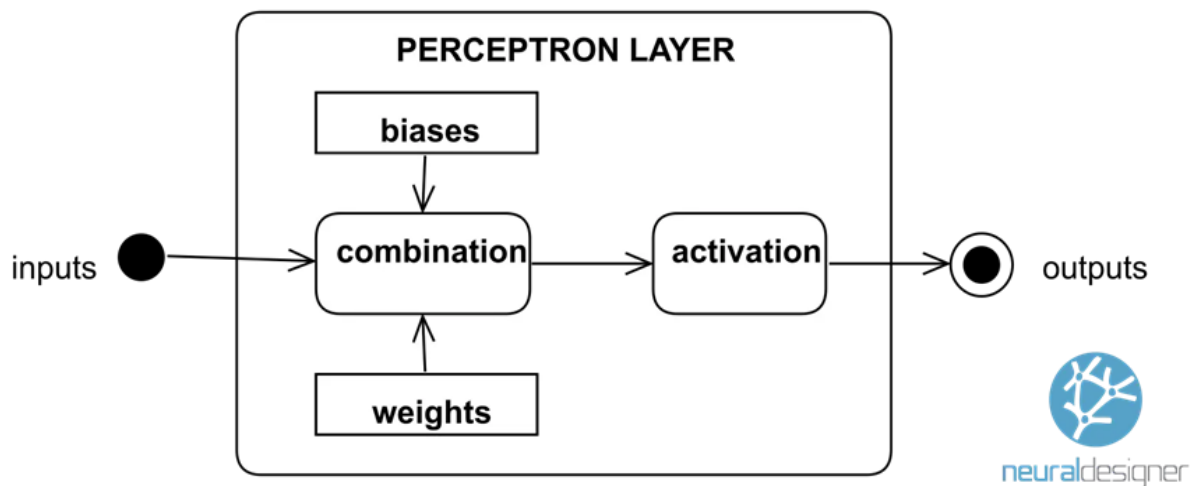 PERCEPTRON LAYER
biases
inputs
combination
activation
outputs
weights
neuraldesigner